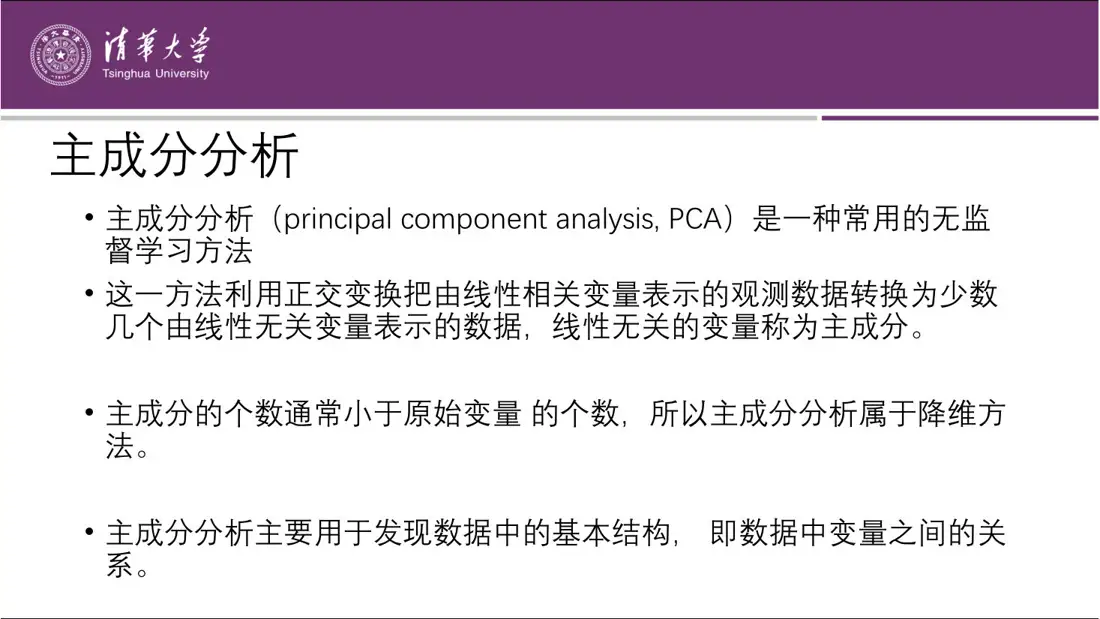 清华大学
Tsinghua University
主成分分析
• 主成分分析（principal component analysis, PCA）是一种常用的无监
督学习方法
• 这一方法利用正交变换把由线性相关变量表示的观测数据转换为少数
几个由线性无关变量表示的数据，线性无关的变量称为主成分。
• 主成分的个数通常小于原始变量 的个数，所以主成分分析属于降维方
法。
• 主成分分析主要用于发现数据中的基本结构， 即数据中变量之间的关
系。